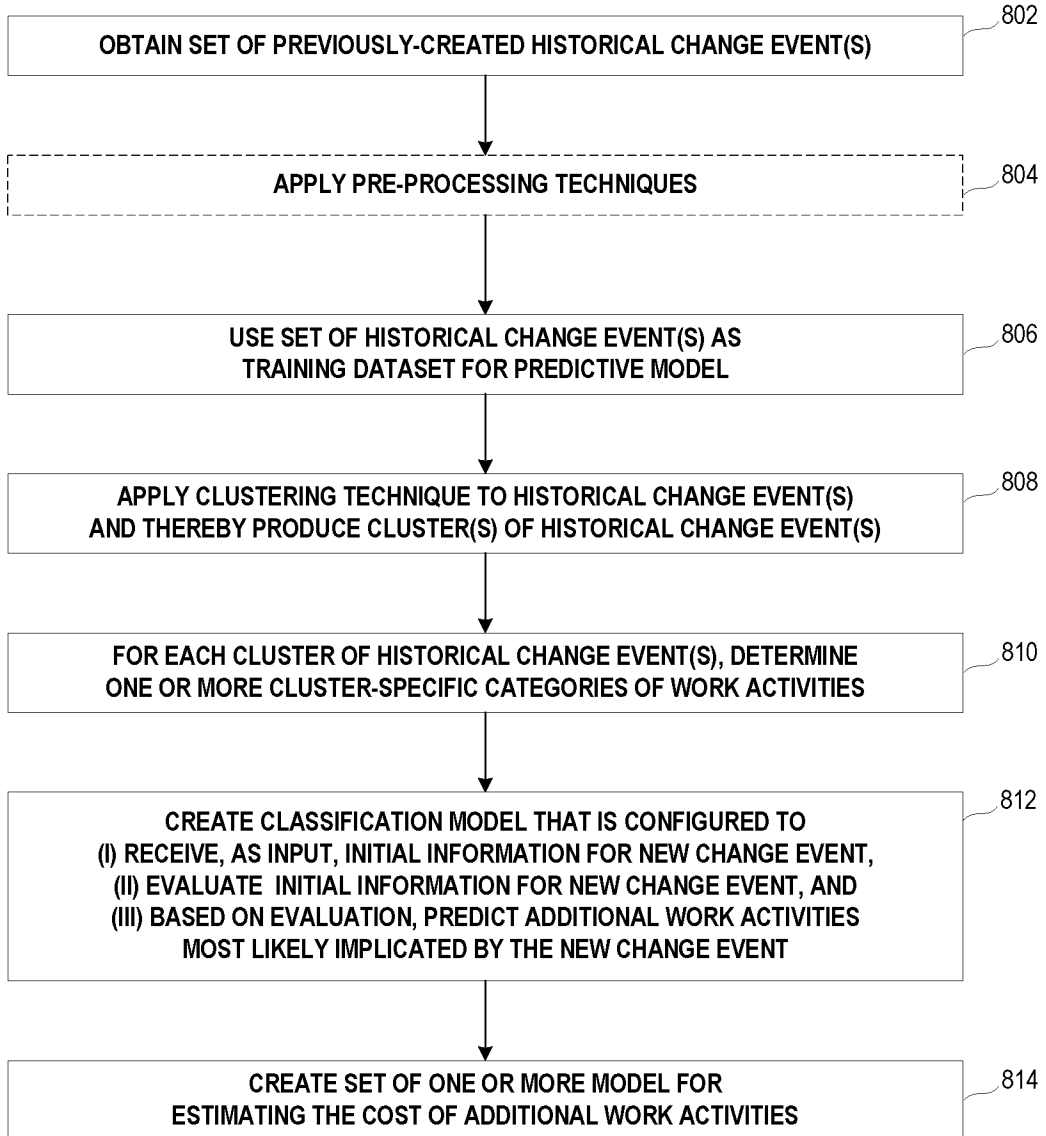 OBTAIN SET OF PREVIOUSLY-CREATED HISTORICAL CHANGE EVENT(S)
802
APPLY PRE-PROCESSING TECHNIQUES
804
USE SET OF HISTORICAL CHANGE EVENT(S) AS
TRAINING DATASET FOR PREDICTIVE MODEL
806
APPLY CLUSTERING TECHNIQUE TO HISTORICAL CHANGE EVENT(S)
AND THEREBY PRODUCE CLUSTER(S) OF HISTORICAL CHANGE EVENT(S)
808
FOR EACH CLUSTER OF HISTORICAL CHANGE EVENT(S), DETERMINE
ONE OR MORE CLUSTER-SPECIFIC CATEGORIES OF WORK ACTIVITIES
810
CREATE CLASSIFICATION MODEL THAT IS CONFIGURED TO
(I) RECEIVE, AS INPUT, INITIAL INFORMATION FOR NEW CHANGE EVENT,
(II) EVALUATE INITIAL INFORMATION FOR NEW CHANGE EVENT, AND
(III) BASED ON EVALUATION, PREDICT ADDITIONAL WORK ACTIVITIES
MOST LIKELY IMPLICATED BY THE NEW CHANGE EVENT
812
CREATE SET OF ONE OR MORE MODEL FOR
ESTIMATING THE COST OF ADDITIONAL WORK ACTIVITIES
814